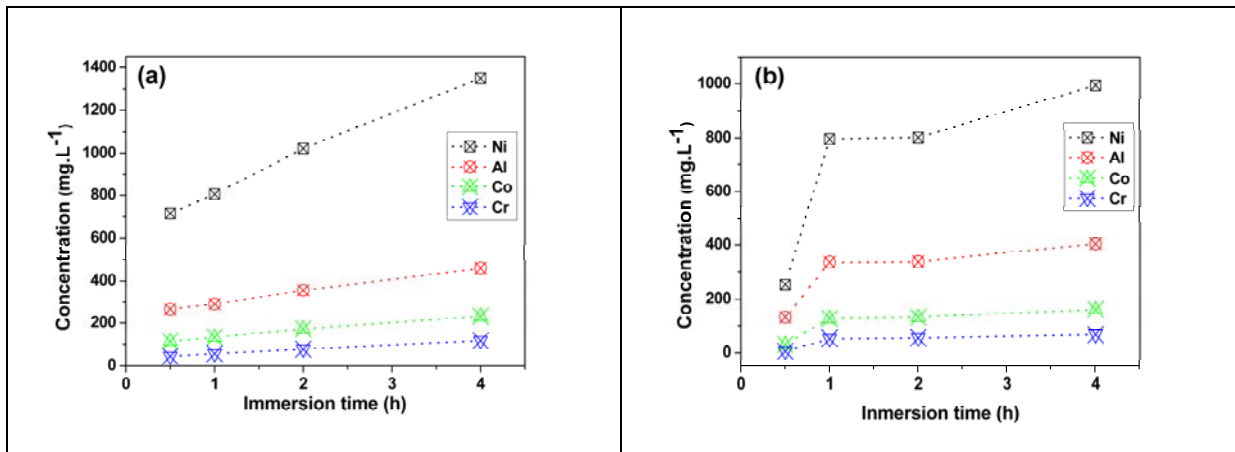 (a)
1400
1200
1000
800
600
400
200
0
Concentration (mg.L-1)
Ni
Al
Co
Cr
0 1 2 3 4
Immersion time (h)
(b)
1000
800
600
400
200
0
Concentration (mg.L-1)
Ni
Al
Co
Cr
0 1 2 3 4
Inmersion time (h)